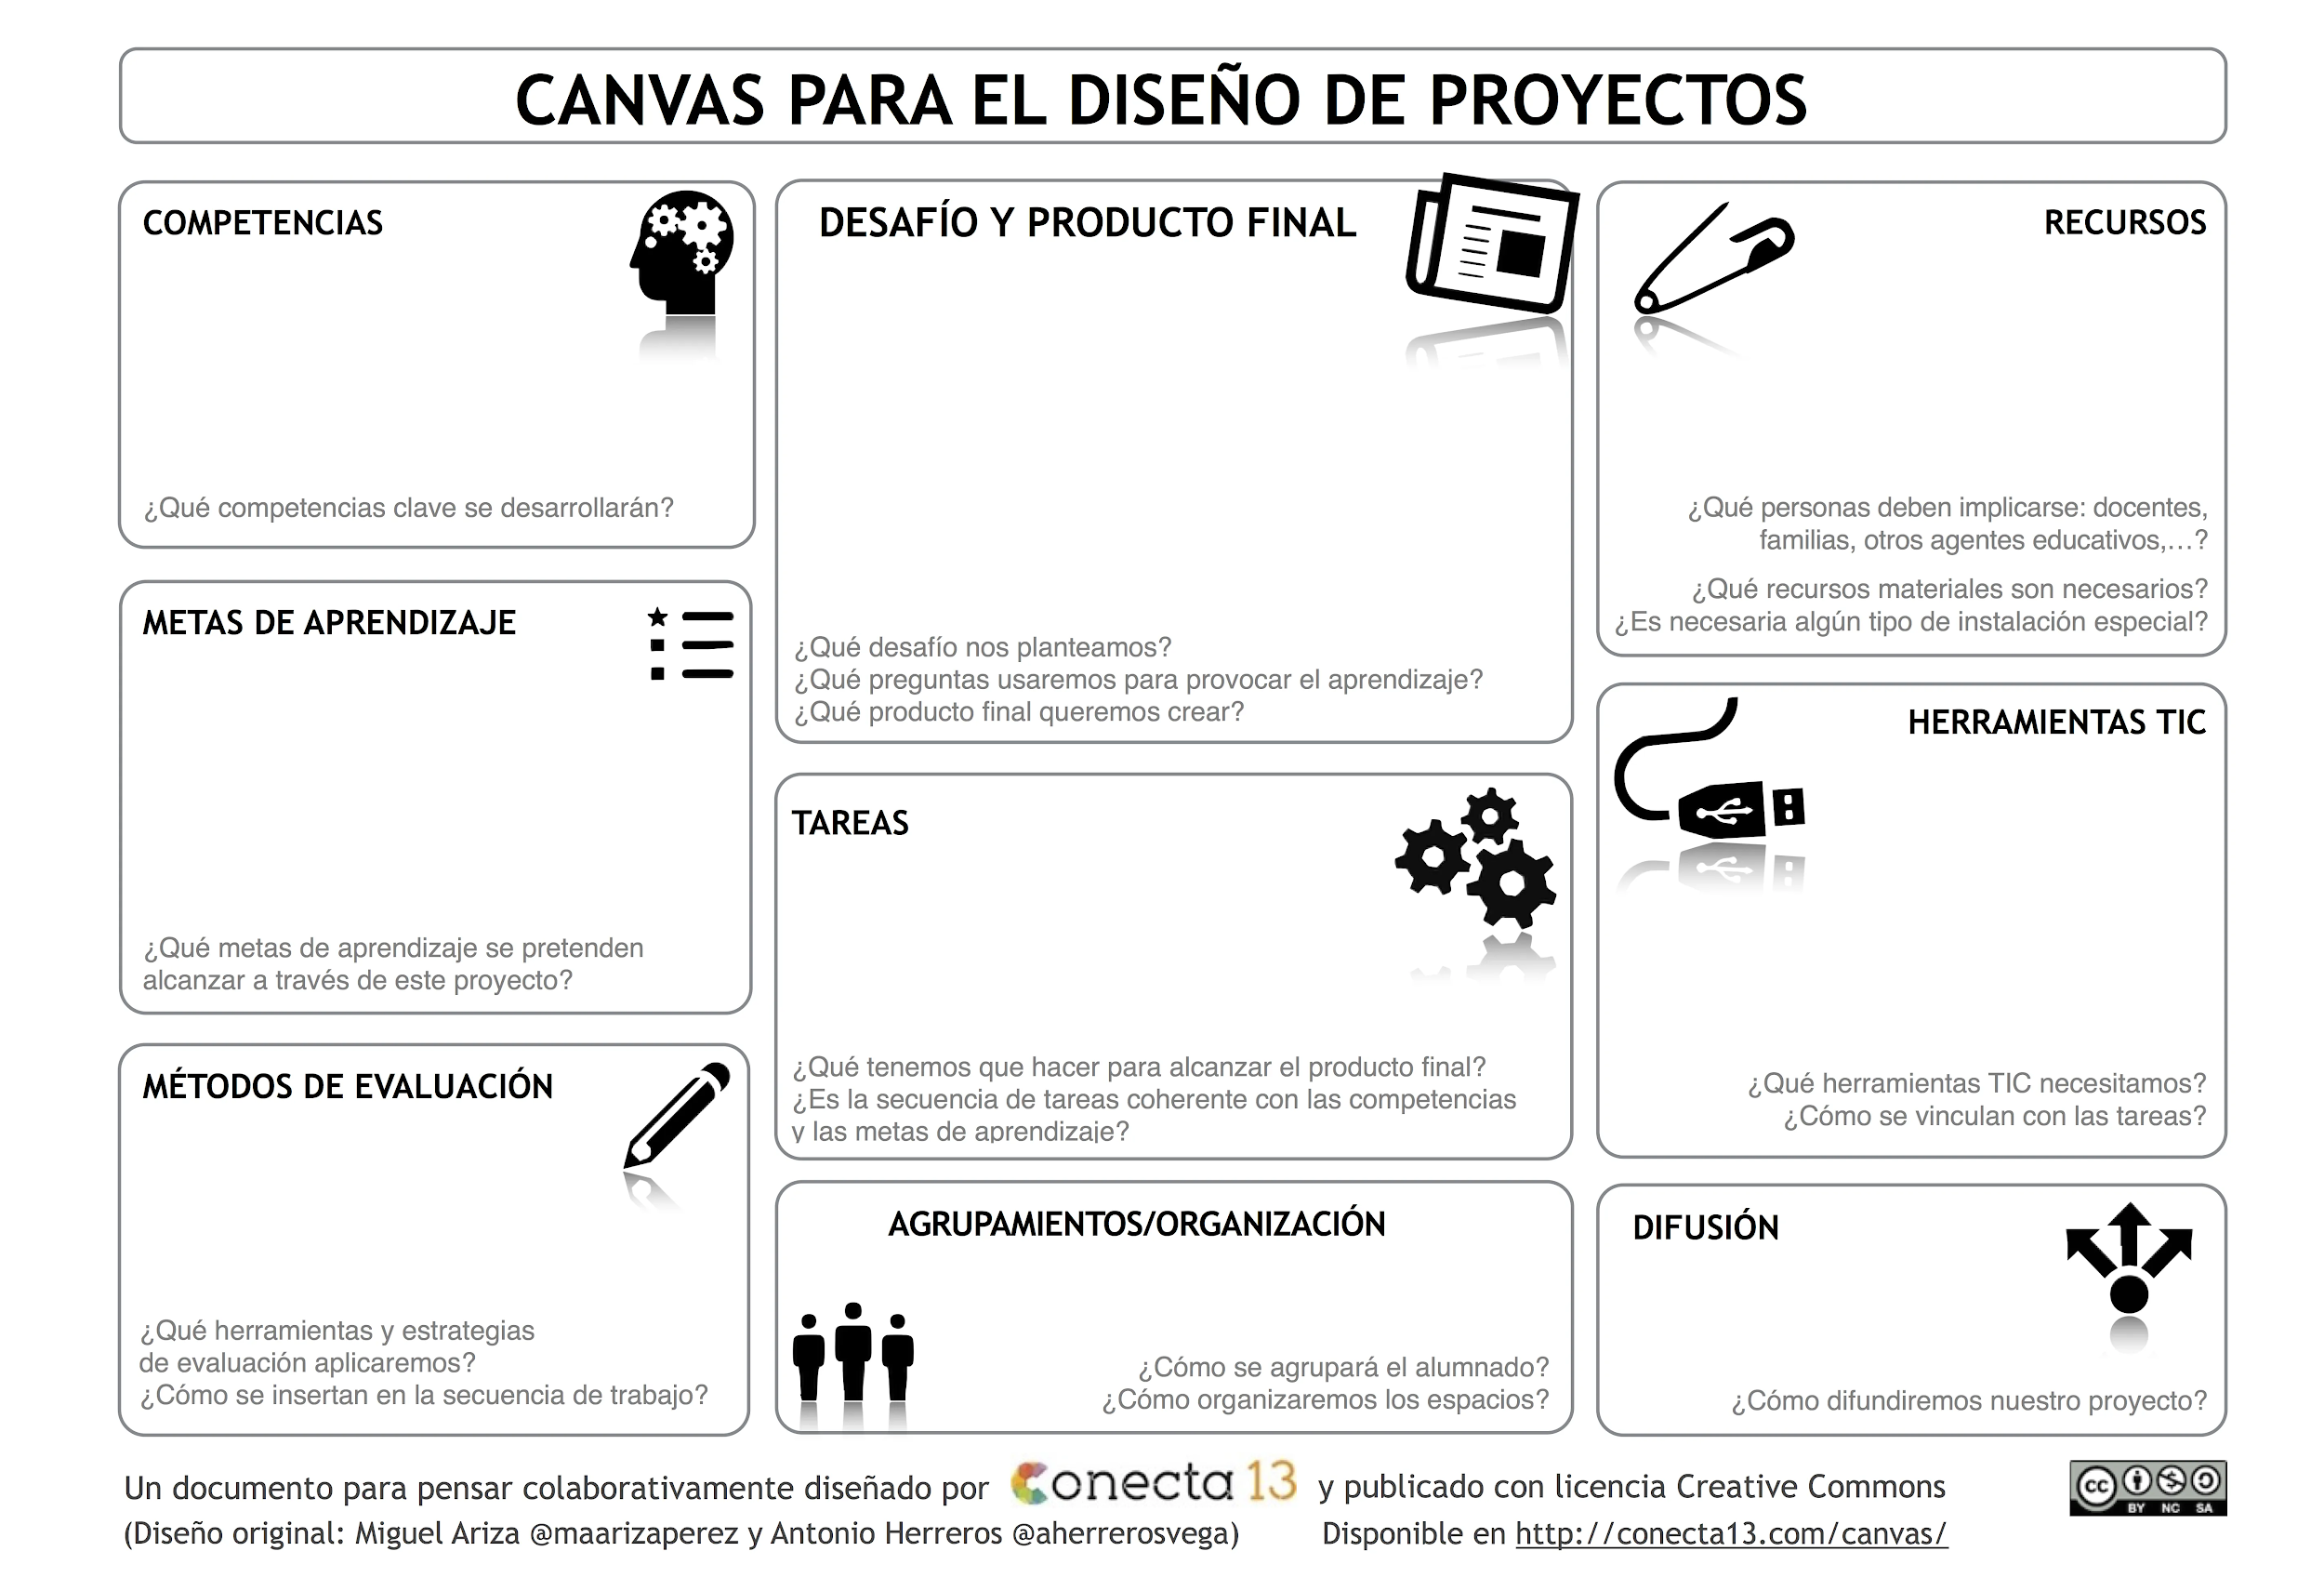 CANVAS PARA EL DISEÑO DE PROYECTOS
COMPETENCIAS
¿Qué competencias clave se desarrollarán?
METAS DE APRENDIZAJE
¿Qué metas de aprendizaje se pretenden
alcanzar a través de este proyecto?
MÉTODOS DE EVALUACIÓN
¿Qué herramientas y estrategias
de evaluación aplicaremos?
¿Cómo se insertan en la secuencia de trabajo?
DESAFÍO Y PRODUCTO FINAL
¿Qué desafío nos planteamos?
¿Qué preguntas usaremos para provocar el aprendizaje?
¿Qué producto final queremos crear?
TAREAS
¿Qué tenemos que hacer para alcanzar el producto final?
¿Es la secuencia de tareas coherente con las competencias
y las metas de aprendizaje?
AGRUPAMIENTOS/ORGANIZACIÓN
¿Cómo se agrupará el alumnado?
¿Cómo organizaremos los espacios?
RECURSOS
¿Qué personas deben implicarse: docentes,
familias, otros agentes educativos,...?
¿Qué recursos materiales son necesarios?
¿Es necesaria algún tipo de instalación especial?
HERRAMIENTAS TIC
¿Qué herramientas TIC necesitamos?
¿Cómo se vinculan con las tareas?
DIFUSIÓN
¿Cómo difundiremos nuestro proyecto?
Un documento para pensar colaborativamente diseñado por Conecta 13 y publicado con licencia Creative Commons
(Diseño original: Miguel Ariza @maarizaperez y Antonio Herreros @aherrerosvega) Disponible en http://conecta13.com/canvas/
cc BY NC SA